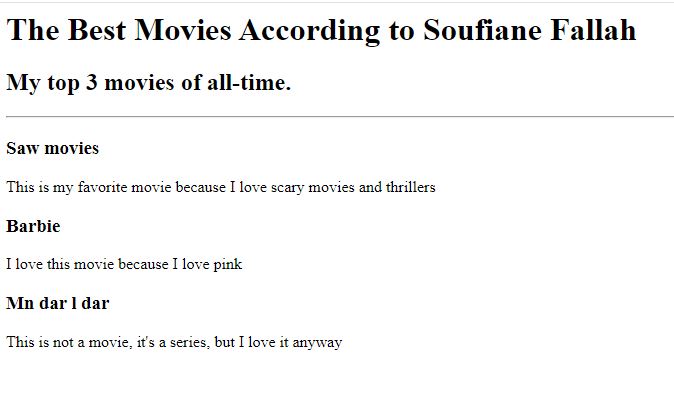 The Best Movies According to Soufiane Fallah
My top 3 movies of all-time.
Saw movies
This is my favorite movie because I love scary movies and thrillers
Barbie
I love this movie because I love pink
Mn dar l dar
This is not a movie, it's a series, but I love it anyway